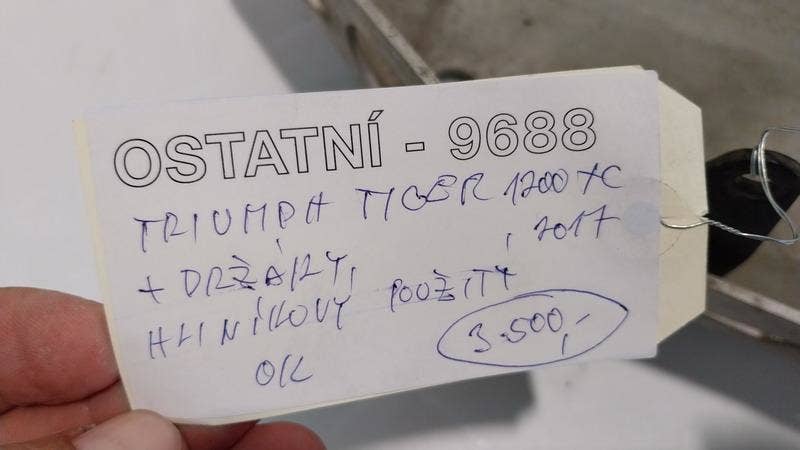 OSTATNÍ - 9688
TRIUMPH TIGER 1200 XC
+ DRŽÁKY, , 2017
HLINÍKOVÝ POUŽITÝ
OK 3.500,-